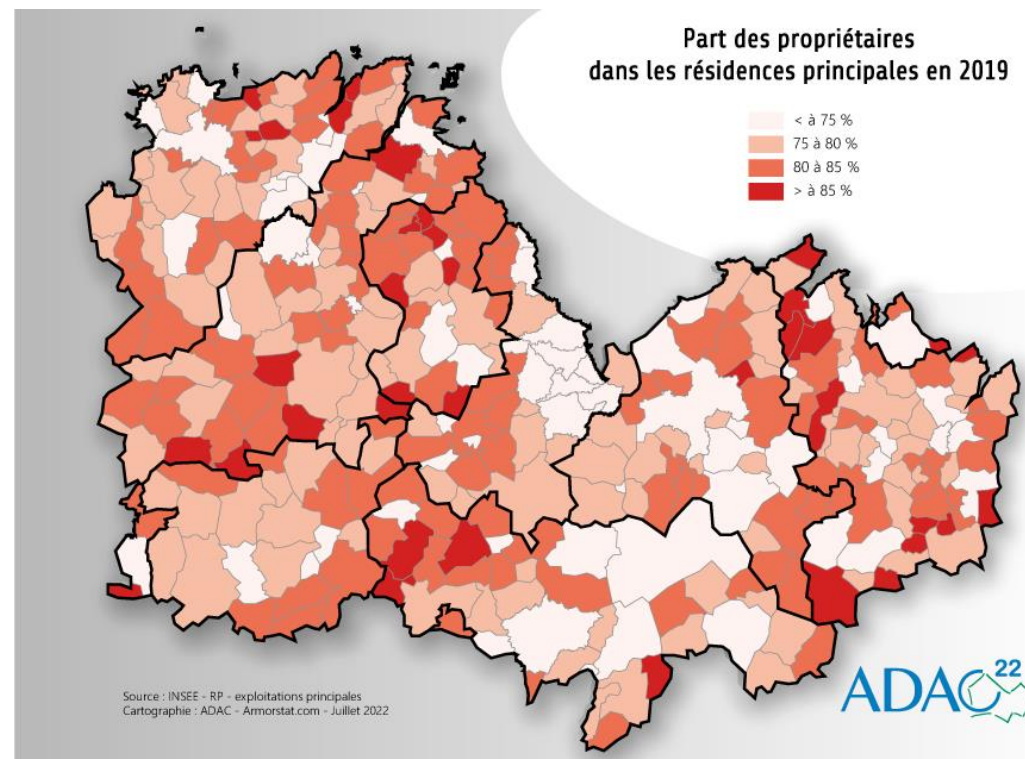 Part des propriétaires
dans les résidences principales en 2019
< à 75 %
75 à 80 %
80 à 85 %
> à 85 %
Source : INSEE - RP - exploitations principales
Cartographie : ADAC - Armorstat.com - Juillet 2022
ADAC 22